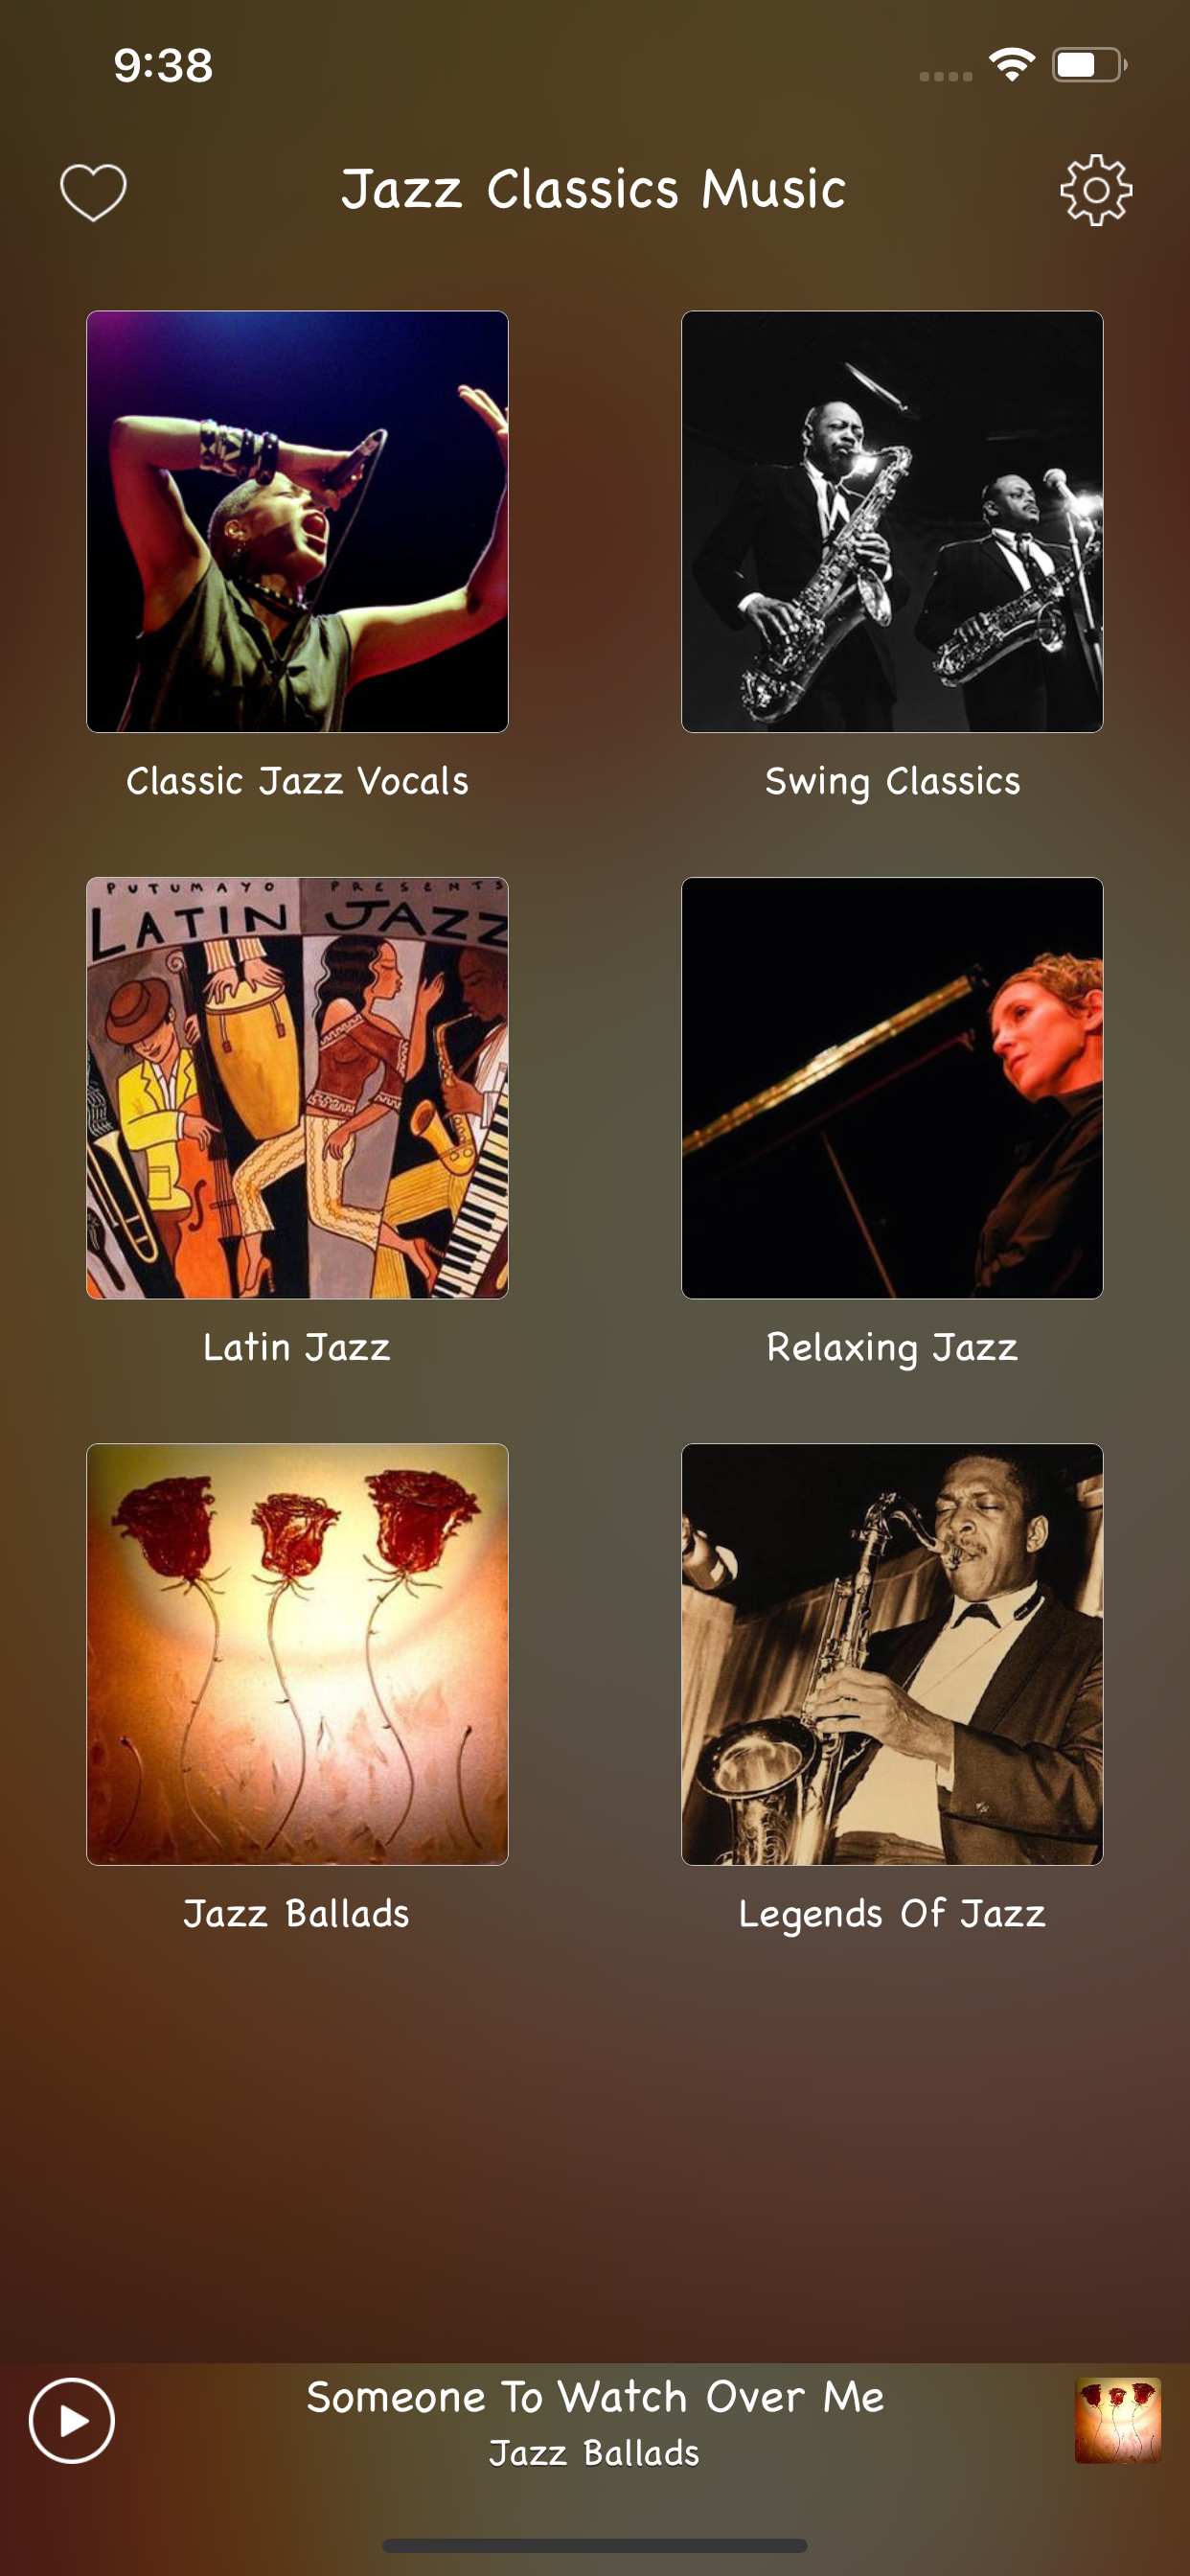 9:38
Jazz Classics Music
Classic Jazz Vocals
Swing Classics
PUTUMAYO PRESENTS
LATIN JAZZ
Latin Jazz
Relaxing Jazz
Jazz Ballads
Legends Of Jazz
Someone To Watch Over Me
Jazz Ballads